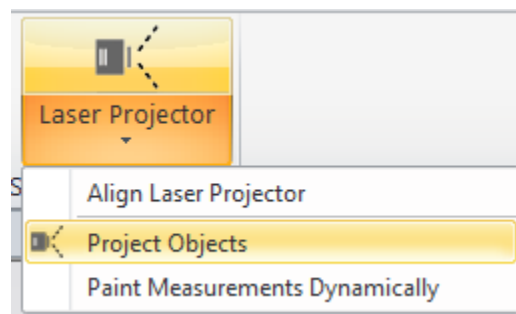 Laser Projector
S
Align Laser Projector
Project Objects
Paint Measurements Dynamically